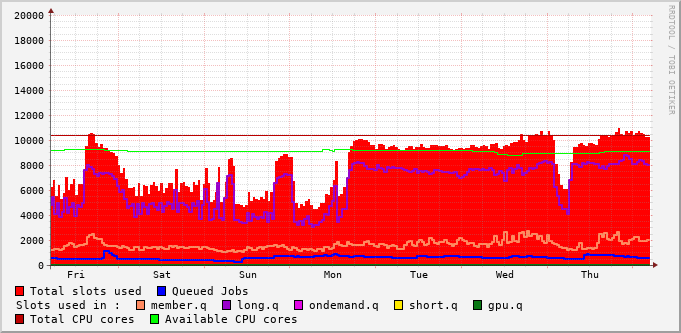 20000
18000
16000
14000
12000
10000
8000
6000
4000
2000
0
Fri Sat Sun Mon Tue Wed Thu
RRDTOOL / TOBI OETIKER
Total slots used Queued Jobs
Slots used in : member.q long.q ondemand.q short.q gpu.q
Total CPU cores Available CPU cores